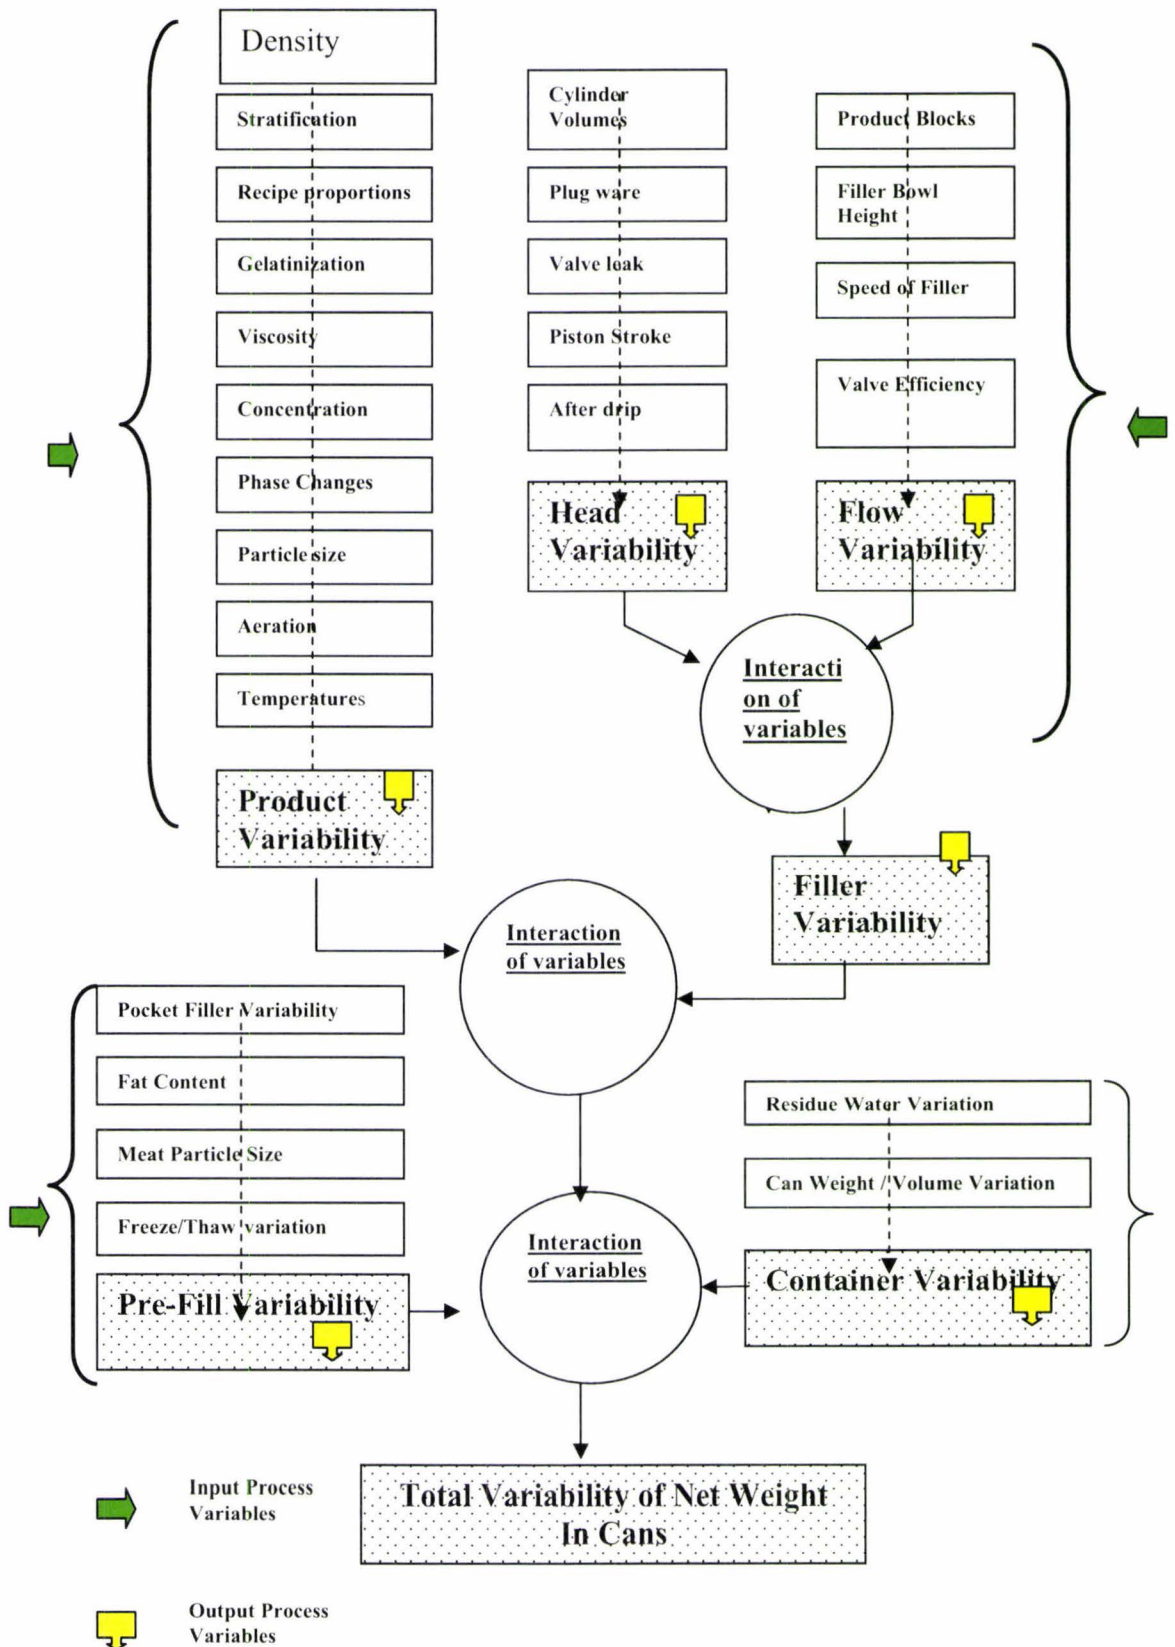 Density
Stratification
Recipe proportions
Gelatinization
Viscosity
Concentration
Phase Changes
Particle size
Aeration
Temperatures
Product
Variability
Cylinder
Volumes
Plug ware
Valve leak
Piston Stroke
After drip
Head
Variability
Product Blocks
Filler Bowl
Height
Speed of Filler
Valve Efficiency
Flow
Variability
Interacti
on of
variables
Filler
Variability
Interaction
of variables
Pocket Filler Variability
Fat Content
Meat Particle Size
Freeze/Thaw variation
Pre-Fill Variability
Residue Water Variation
Can Weight / Volume Variation
Container Variability
Interaction
of variables
Total Variability of Net Weight
In Cans
Input Process
Variables
Output Process
Variables